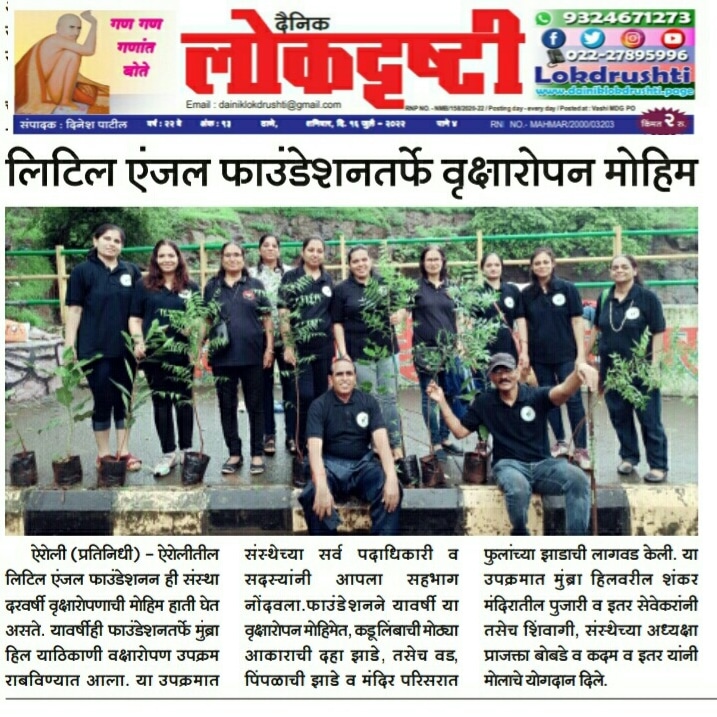 गण गण
गणांत
बोते
दैनिक
लोकदृष्टी
9324671273
022-27895996
Lokdrushti
www.dainiklokdrushti.page
Email : dainiklokdrushti@gmail.com
RNP NO. - NMB/158/2020-22 / Posting day - every day / Posted at : Vashi MDG PO
संपादक : दिनेश पाटील वर्ष : २२ वे अंक : १३ ठाणे, शनिवार, दि. १६ जुलै - २०२२ पाने ४ RNI NO.- MAHMAR/2000/03203 किंमत २ रु.
लिटिल एंजल फाउंडेशनतर्फे वृक्षारोपन मोहिम
ऐरोली (प्रतिनिधी) – ऐरोलीतील
लिटिल एंजल फाउंडेशनन ही संस्था
दरवर्षी वृक्षारोपणाची मोहिम हाती घेत
असते. यावर्षीही फाउंडेशनतर्फे मुंब्रा
हिल याठिकाणी वक्षारोपण उपक्रम
राबविण्यात आला. या उपक्रमात
संस्थेच्या सर्व पदाधिकारी व
सदस्यांनी आपला सहभाग
नोंदवला.फाउंडेशनने यावर्षी या
वृक्षारोपन मोहिमेत, कडूलिंबाची मोठ्या
आकाराची दहा झाडे, तसेच वड,
पिंपळाची झाडे व मंदिर परिसरात
फुलांच्या झाडाची लागवड केली. या
उपक्रमात मुंब्रा हिलवरील शंकर
मंदिरातील पुजारी व इतर सेवेकरांनी
तसेच शिवागी, संस्थेच्या अध्यक्षा
प्राजक्ता बोबडे व कदम व इतर यांनी
मोलाचे योगदान दिले.